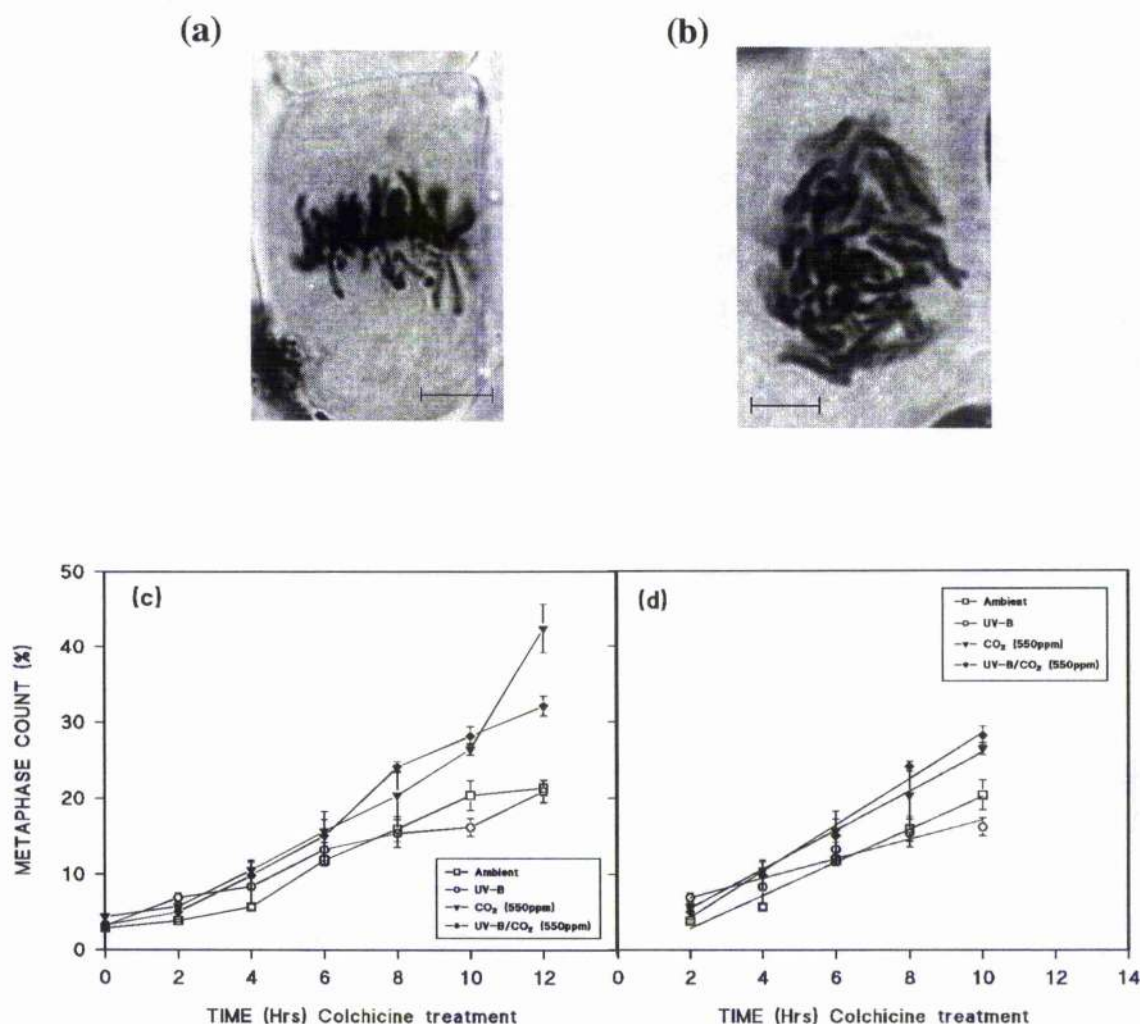 (a)
(b)
METAPHASE COUNT (%)
50
40
30
20
10
0
(c)
Ambient
UV-B
CO₂ (550ppm)
UV-B/CO₂ (550ppm)
0 2 4 6 8 10 12
TIME (Hrs) Colchicine treatment
(d)
Ambient
UV-B
CO₂ (550ppm)
UV-B/CO₂ (550ppm)
0 2 4 6 8 10 12 14
TIME (Hrs) Colchicine treatment